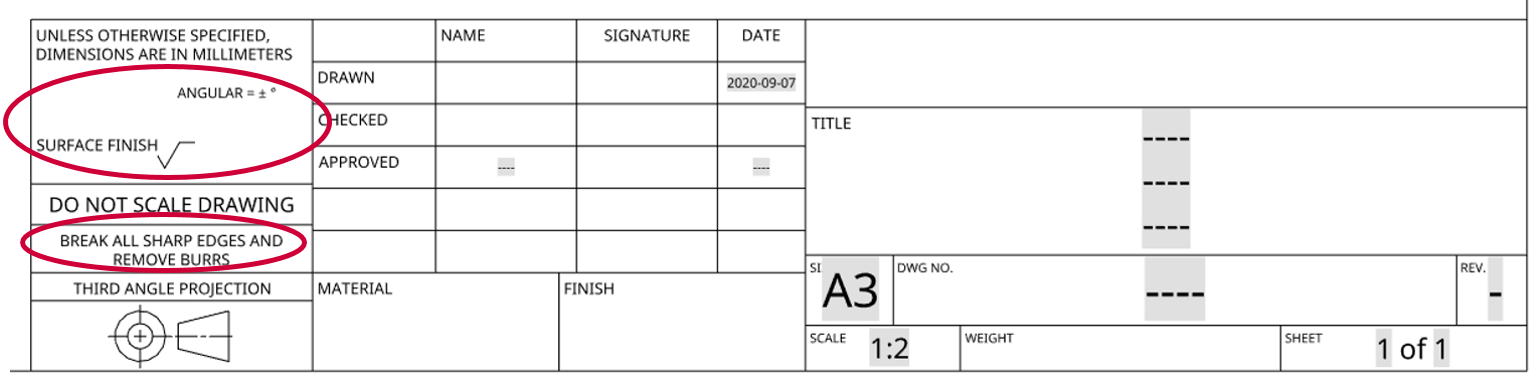 UNLESS OTHERWISE SPECIFIED,
DIMENSIONS ARE IN MILLIMETERS
ANGULAR = ± °
SURFACE FINISH
DO NOT SCALE DRAWING
BREAK ALL SHARP EDGES AND
REMOVE BURRS
THIRD ANGLE PROJECTION
NAME SIGNATURE DATE
DRAWN 2020-09-07
CHECKED
APPROVED ---- ----
MATERIAL FINISH
TITLE
----
----
----
SI
A3
DWG NO.
----
REV.
-
SCALE 1:2
WEIGHT
SHEET 1 of 1